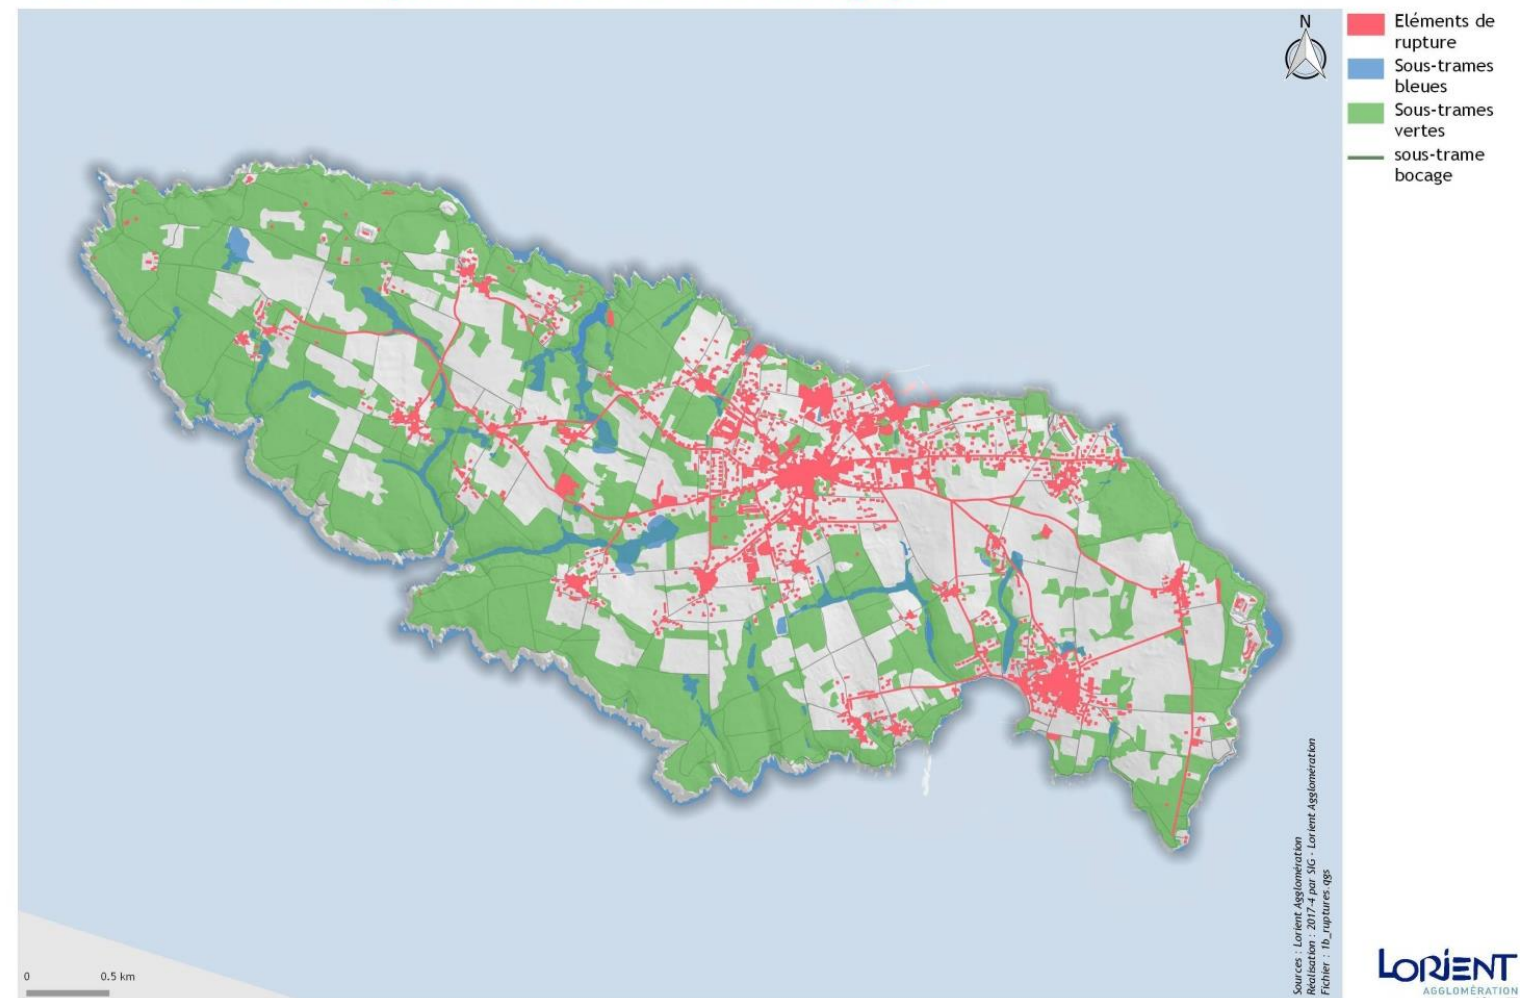 N
Eléments de
rupture
Sous-trames
bleues
Sous-trames
vertes
sous-trame
bocage
Sources : Lorient Agglomération
Réalisation : 2017-4 par SIG - Lorient Agglomération
Fichier : 1b_ruptures.qgs
0 0.5 km
LORIENT
AGGLOMÉRATION